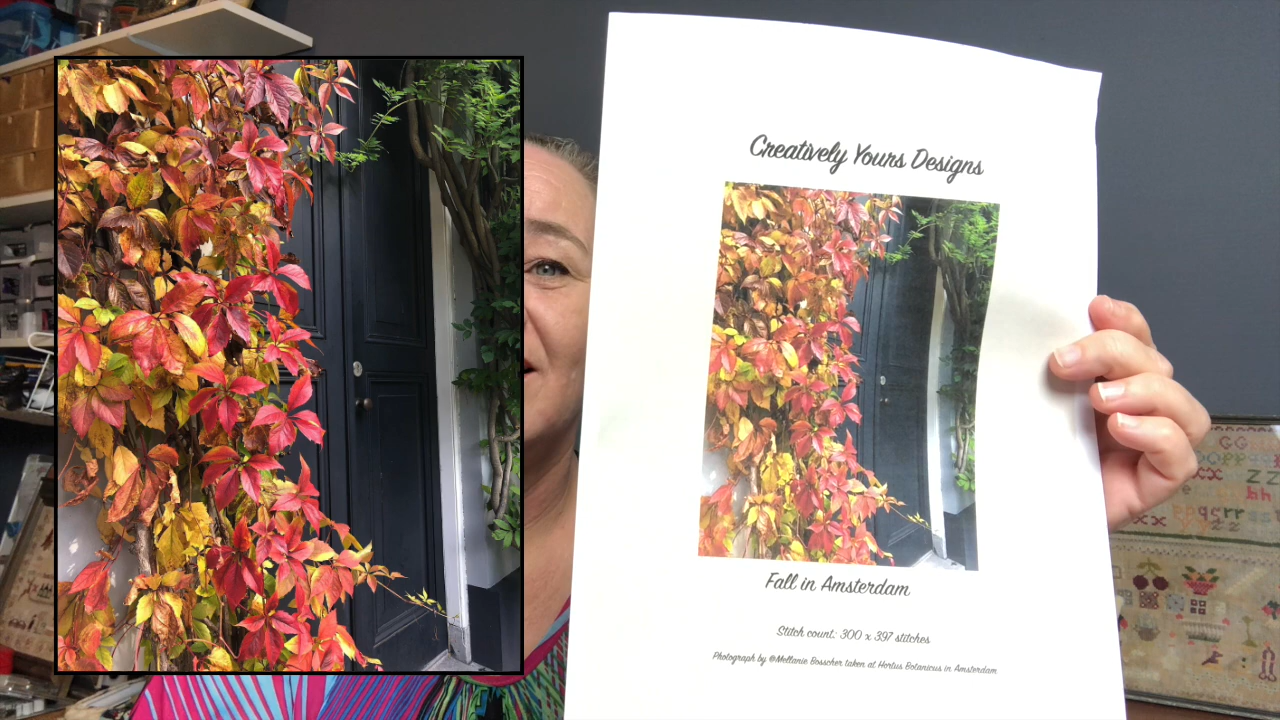 Creatively Yours Designs
Fall in Amsterdam
Stitch count: 300 x 397 stitches
Photograph by ©Mellanie Bosscher taken at Hortus Botanicus in Amsterdam